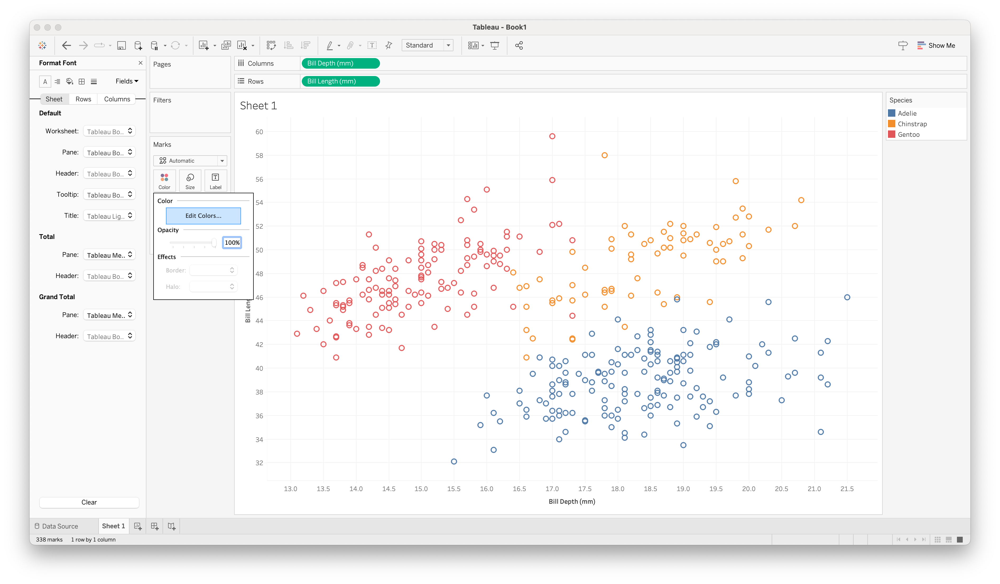 Tableau - Book1
Standard
Show Me
Format Font
A
Fields
Sheet Rows Columns
Default
Worksheet: Tableau Bo..
Pane: Tableau Bo..
Header: Tableau Bo..
Tooltip: Tableau Bo..
Title: Tableau Lig..
Total
Pane: Tableau Me..
Header: Tableau Bo..
Grand Total
Pane: Tableau Me..
Header: Tableau Bo..
Clear
Pages
Filters
Marks
Automatic
Color Size Label
Color
Edit Colors...
Opacity
100%
Effects
Border:
Halo:
Columns Bill Depth (mm)
Rows Bill Length (mm)
Sheet 1
60
58
56
54
52
50
48
46
44
42
40
38
36
34
32
Bill Leng
13.0 13.5 14.0 14.5 15.0 15.5 16.0 16.5 17.0 17.5 18.0 18.5 19.0 19.5 20.0 20.5 21.0 21.5
Bill Depth (mm)
Species
Adelie
Chinstrap
Gentoo
Data Source Sheet 1
338 marks 1 row by 1 column